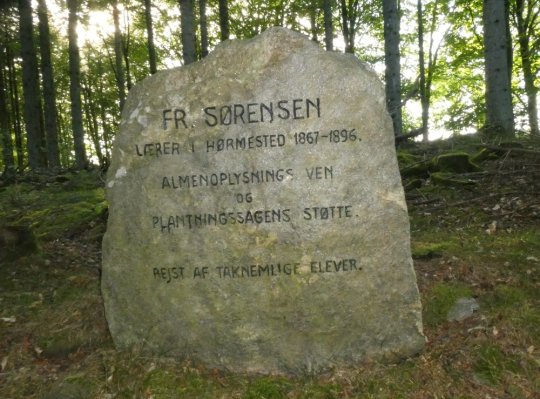 FR. SØRENSEN
LÆRER I HØRMESTED 1867-1896.
ALMENOPLYSNINGS VEN
OG
PLANTNINGSSAGENS STØTTE.
REJST AF TAKNEMLIGE ELEVER.